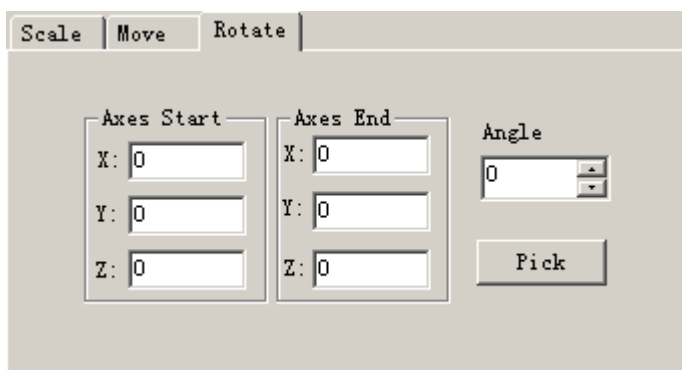 Scale Move Rotate
Axes Start Axes End
Angle
X: 0 X: 0
0
Y: 0 Y: 0
Z: 0 Z: 0
Pick